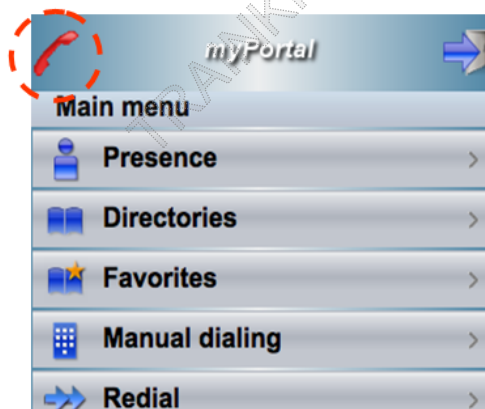 myPortal
Main menu
Presence
Directories
Favorites
Manual dialing
Redial